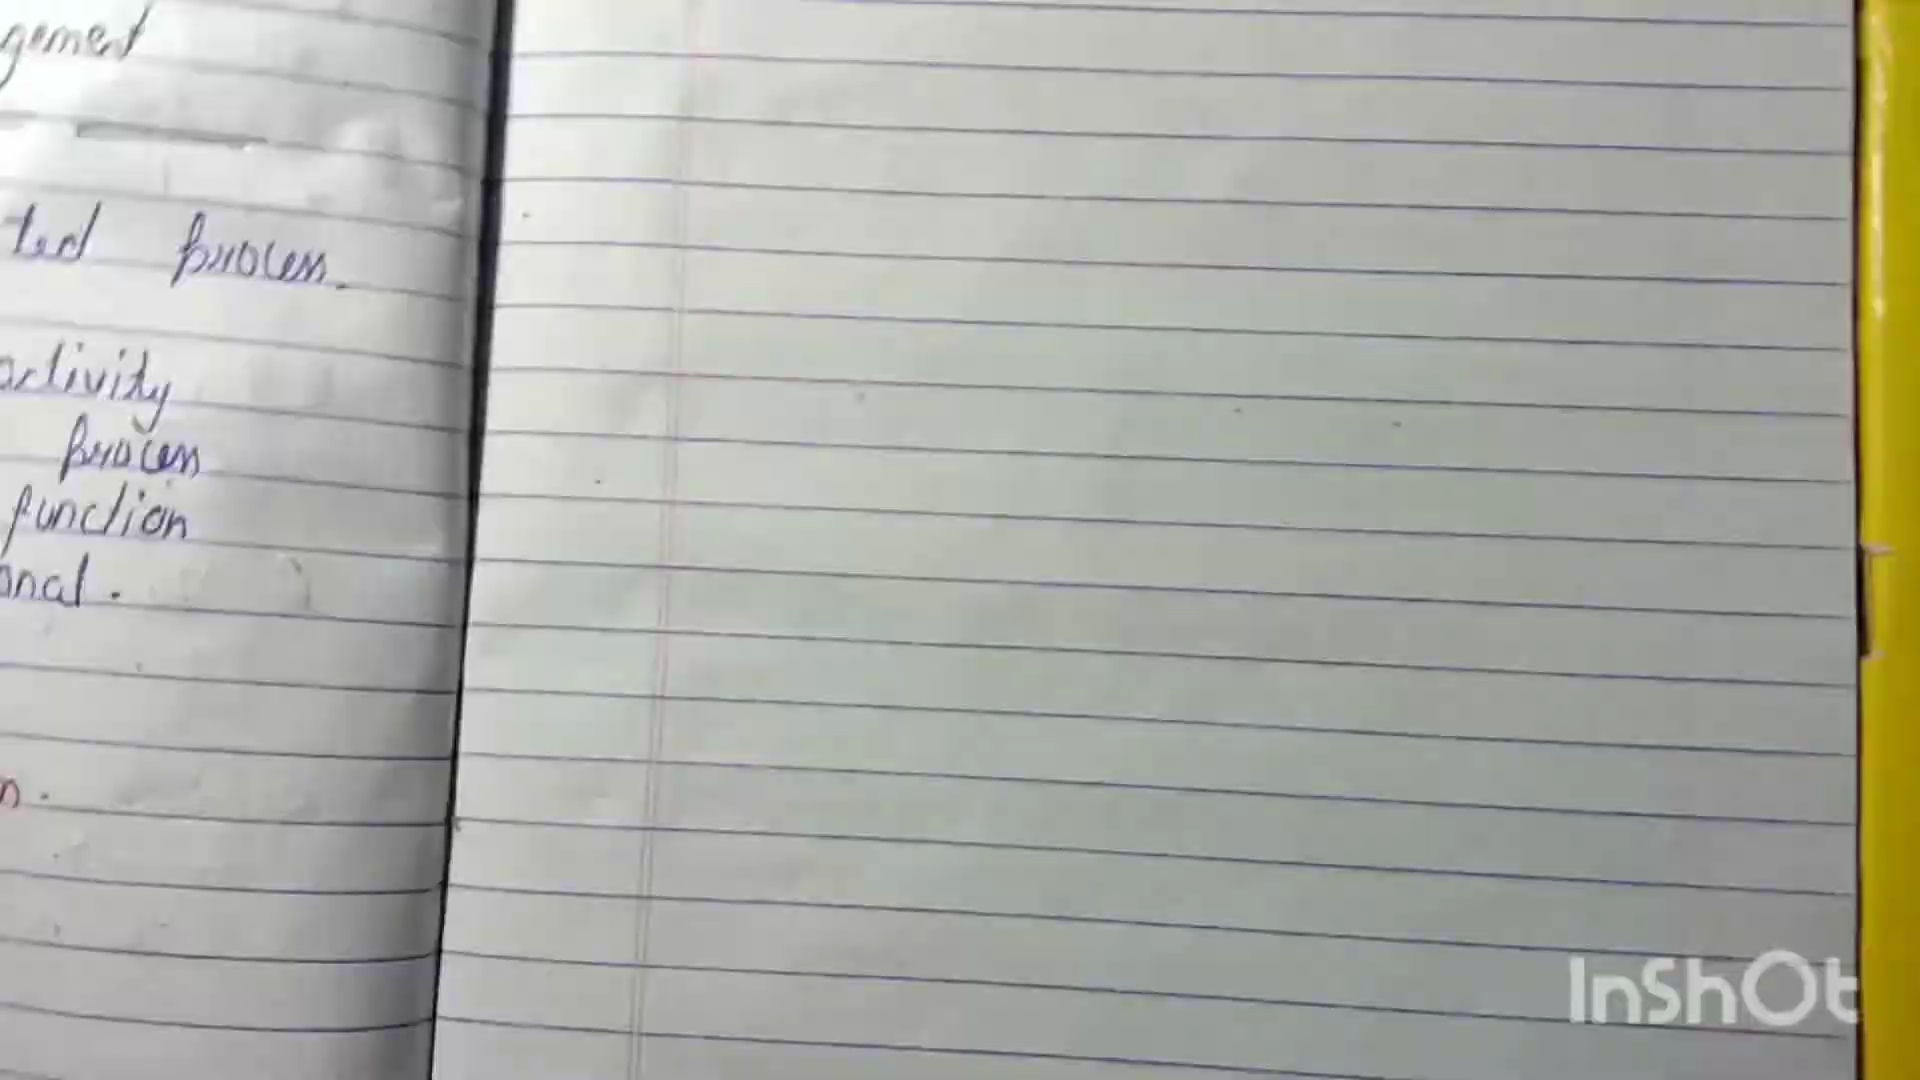 gement
ted process.
activity
process
function
onal.
n.
InShOt